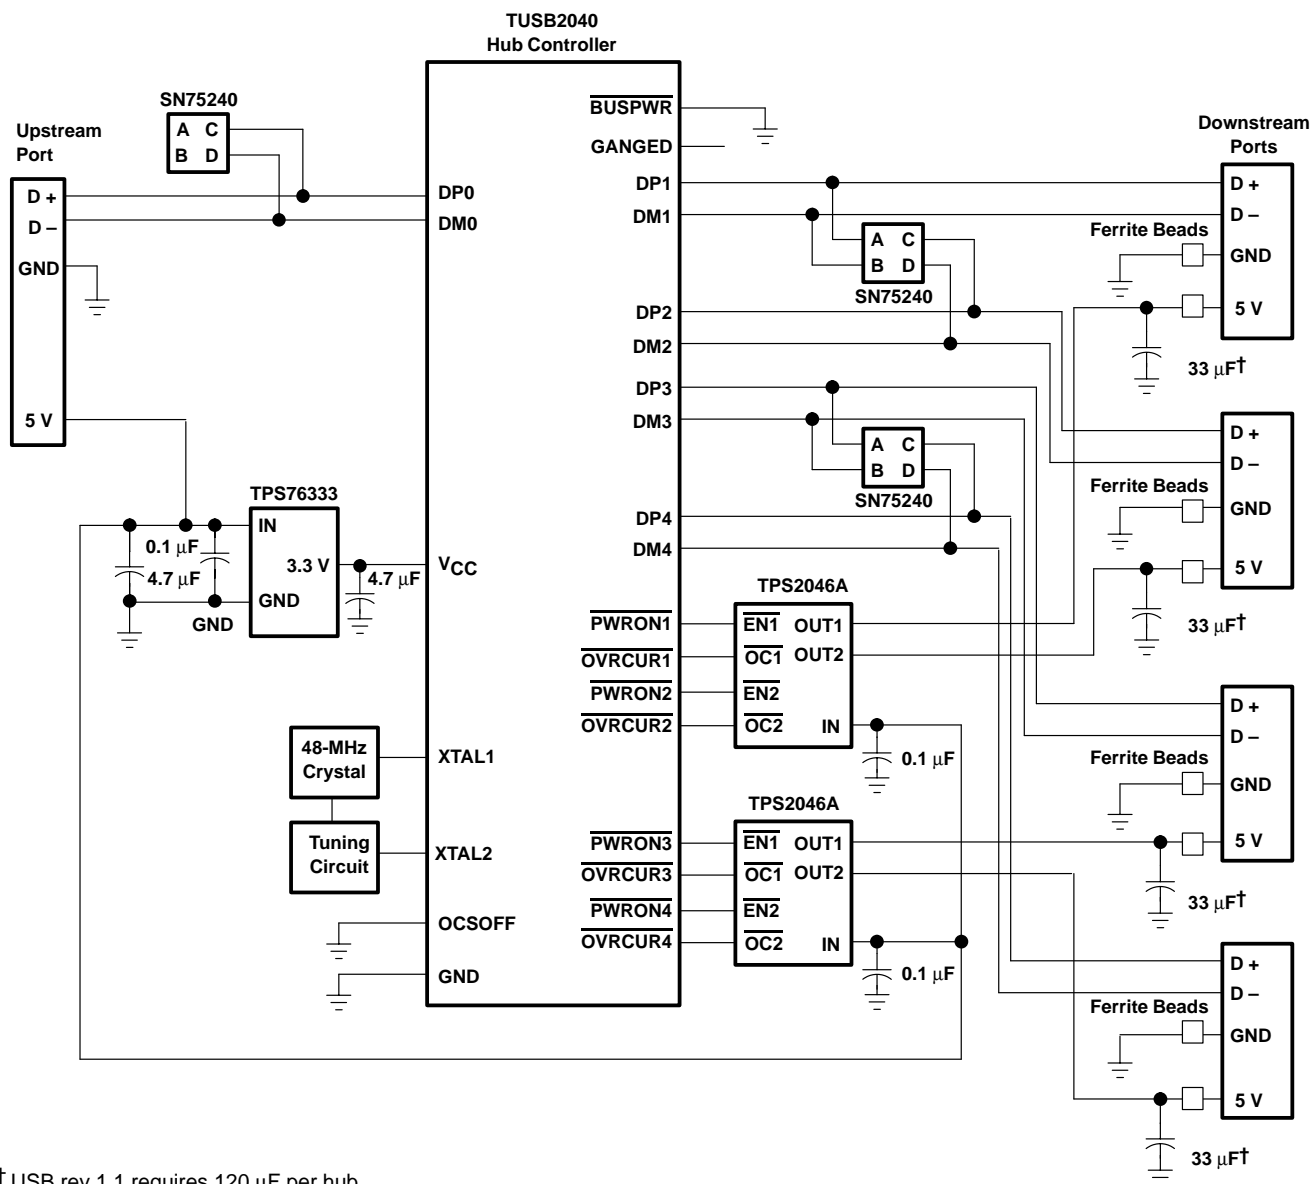 TUSB2040
Hub Controller
SN75240
A C
B D
Upstream
Port
D +
D –
GND
5 V
BUSPWR
GANGED
DP0
DM0
DP1
DM1
A C
B D
SN75240
DP2
DM2
DP3
DM3
A C
B D
SN75240
DP4
DM4
Downstream
Ports
D +
D –
Ferrite Beads
GND
5 V
33 µF†
D +
D –
Ferrite Beads
GND
5 V
33 µF†
TPS76333
IN
0.1 µF
4.7 µF
3.3 V
GND
GND
4.7 µF
VCC
TPS2046A
PWRON1
EN1 OUT1
OVRCUR1
OC1 OUT2
PWRON2
EN2
OVRCUR2
OC2 IN
0.1 µF
D +
D –
Ferrite Beads
GND
5 V
33 µF†
48-MHz
Crystal
XTAL1
Tuning
Circuit
XTAL2
OCSOFF
GND
TPS2046A
PWRON3
EN1 OUT1
OVRCUR3
OC1 OUT2
PWRON4
EN2
OVRCUR4
OC2 IN
0.1 µF
D +
D –
Ferrite Beads
GND
5 V
33 µF†
† USB rev 1.1 requires 120 µF per hub.